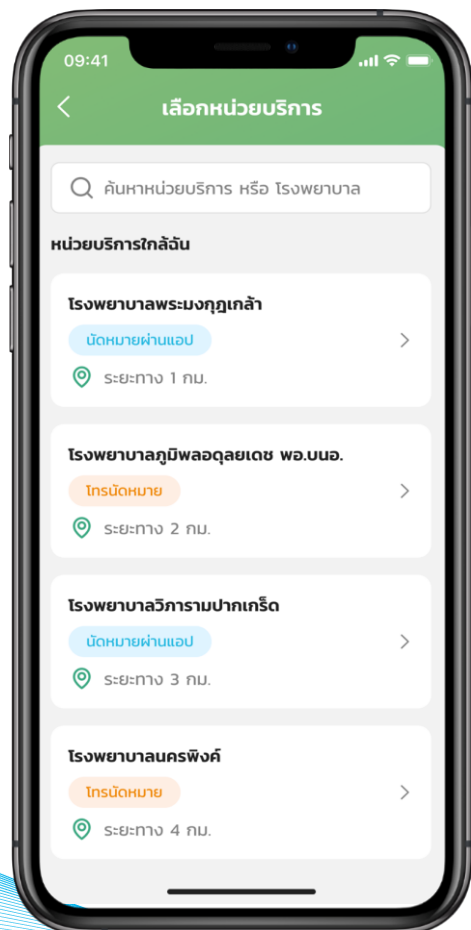 09:41
เลือกหน่วยบริการ
ค้นหาหน่วยบริการ หรือ โรงพยาบาล
หน่วยบริการใกล้ฉัน
โรงพยาบาลพระมงกุฎเกล้า
นัดหมายผ่านแอป
ระยะทาง 1 กม.
โรงพยาบาลภูมิพลอดุลยเดช พอ.บนอ.
โทรนัดหมาย
ระยะทาง 2 กม.
โรงพยาบาลวิภารามปากเกร็ด
นัดหมายผ่านแอป
ระยะทาง 3 กม.
โรงพยาบาลนครพิงค์
โทรนัดหมาย
ระยะทาง 4 กม.